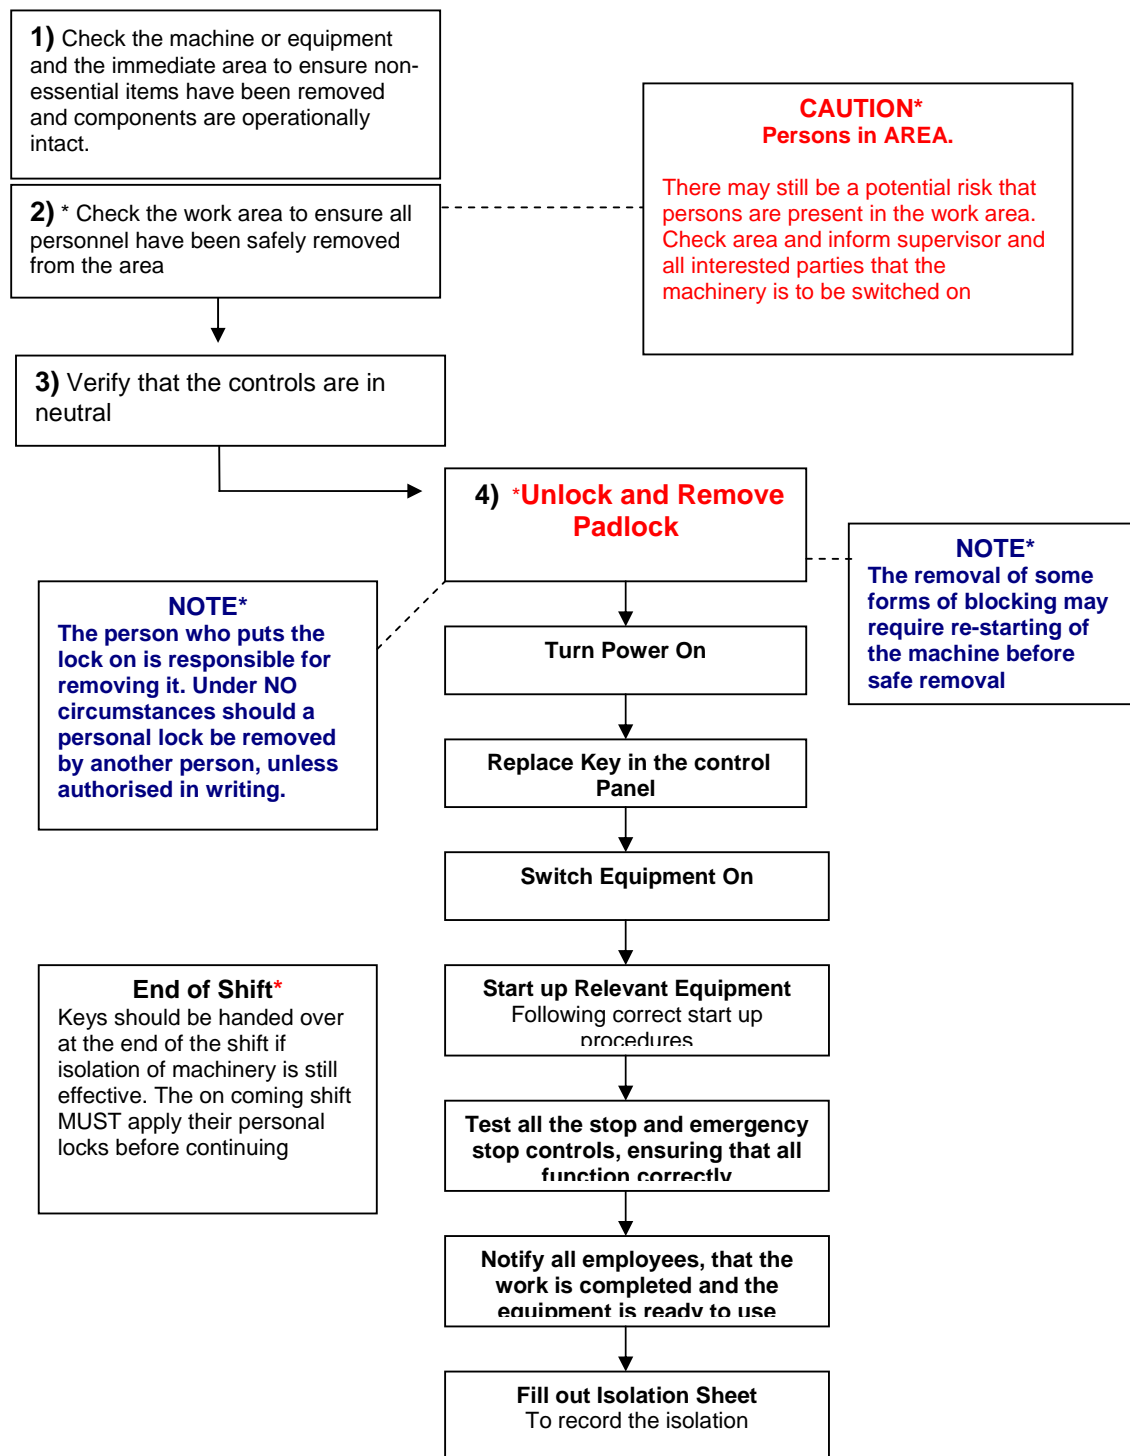 1) Check the machine or equipment
and the immediate area to ensure non-
essential items have been removed
and components are operationally
intact.
CAUTION*
Persons in AREA.
There may still be a potential risk that
persons are present in the work area.
Check area and inform supervisor and
all interested parties that the
machinery is to be switched on
2) * Check the work area to ensure all
personnel have been safely removed
from the area
3) Verify that the controls are in
neutral
4) *Unlock and Remove
Padlock
NOTE*
The removal of some
forms of blocking may
require re-starting of
the machine before
safe removal
NOTE*
The person who puts the
lock on is responsible for
removing it. Under NO
circumstances should a
personal lock be removed
by another person, unless
authorised in writing.
Turn Power On
Replace Key in the control
Panel
Switch Equipment On
End of Shift*
Keys should be handed over
at the end of the shift if
isolation of machinery is still
effective. The on coming shift
MUST apply their personal
locks before continuing
Start up Relevant Equipment
Following correct start up
procedures
Test all the stop and emergency
stop controls, ensuring that all
function correctly
Notify all employees, that the
work is completed and the
equipment is ready to use
Fill out Isolation Sheet
To record the isolation